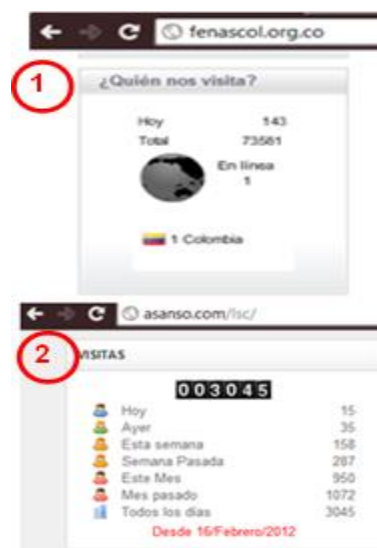 fenascol.org.co
1
¿Quién nos visita?
Hoy 143
Total 73581
En línea
1
1 Colombia
asanso.com/lsc/
2
VISITAS
003045
Hoy 15
Ayer 35
Esta semana 158
Semana Pasada 287
Este Mes 950
Mes pasado 1072
Todos los días 3045
Desde 16/Febrero/2012